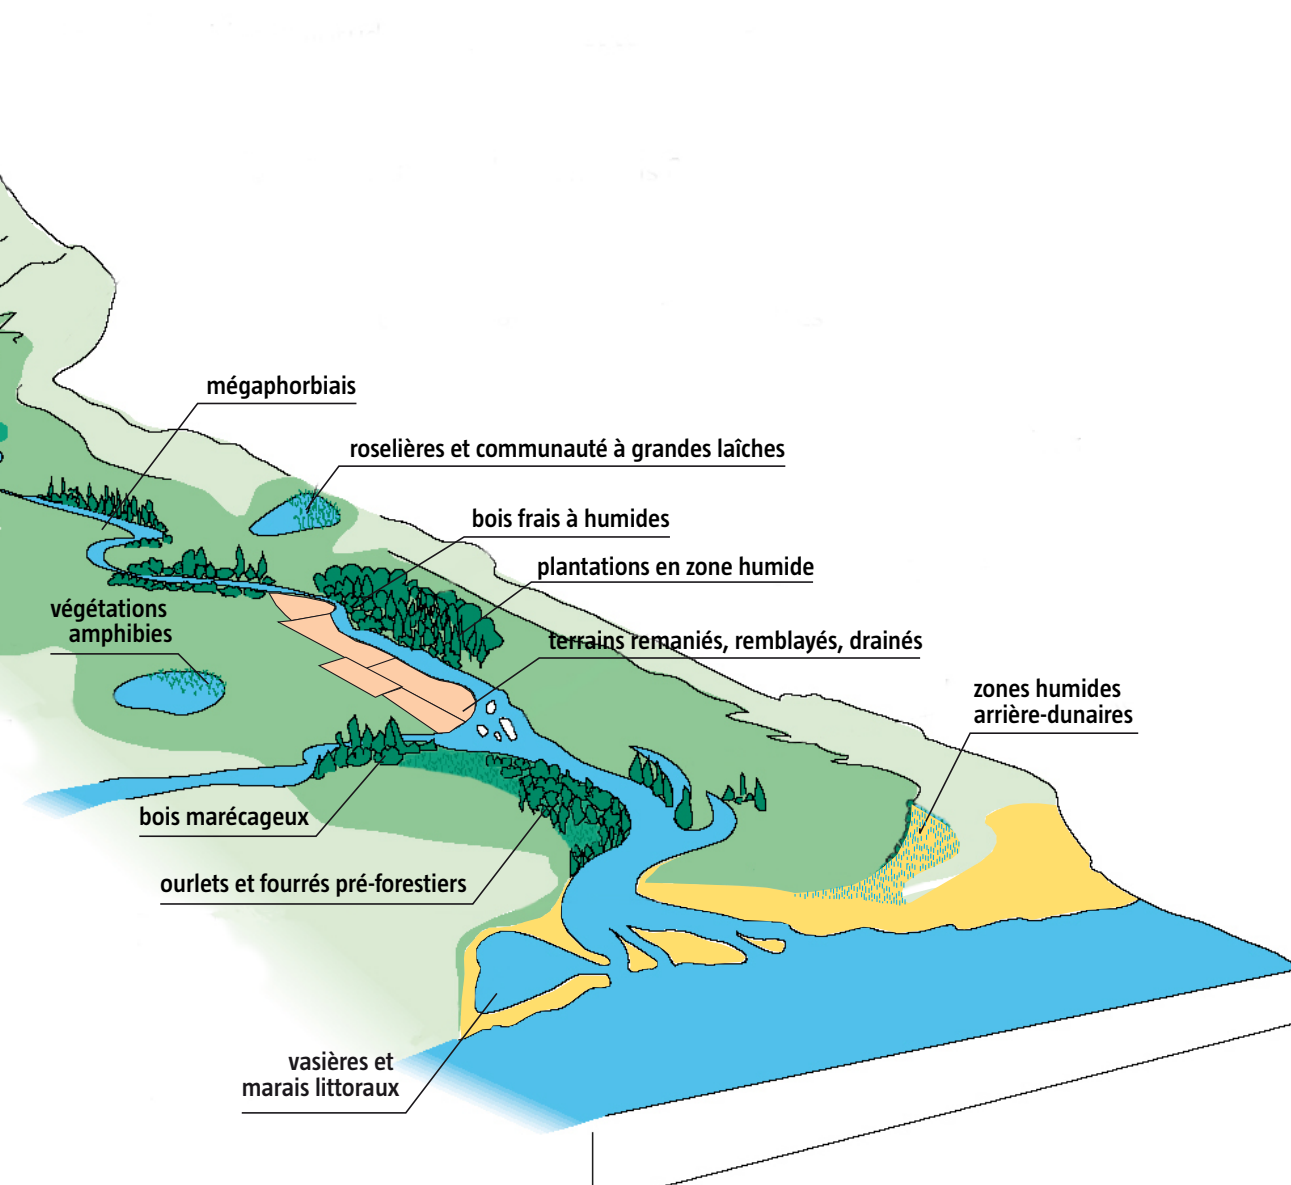 mégaphorbiais
roselières et communauté à grandes laîches
bois frais à humides
plantations en zone humide
végétations
amphibies
terrains remaniés, remblayés, drainés
zones humides
arrière-dunaires
bois marécageux
ourlets et fourrés pré-forestiers
vasières et
marais littoraux